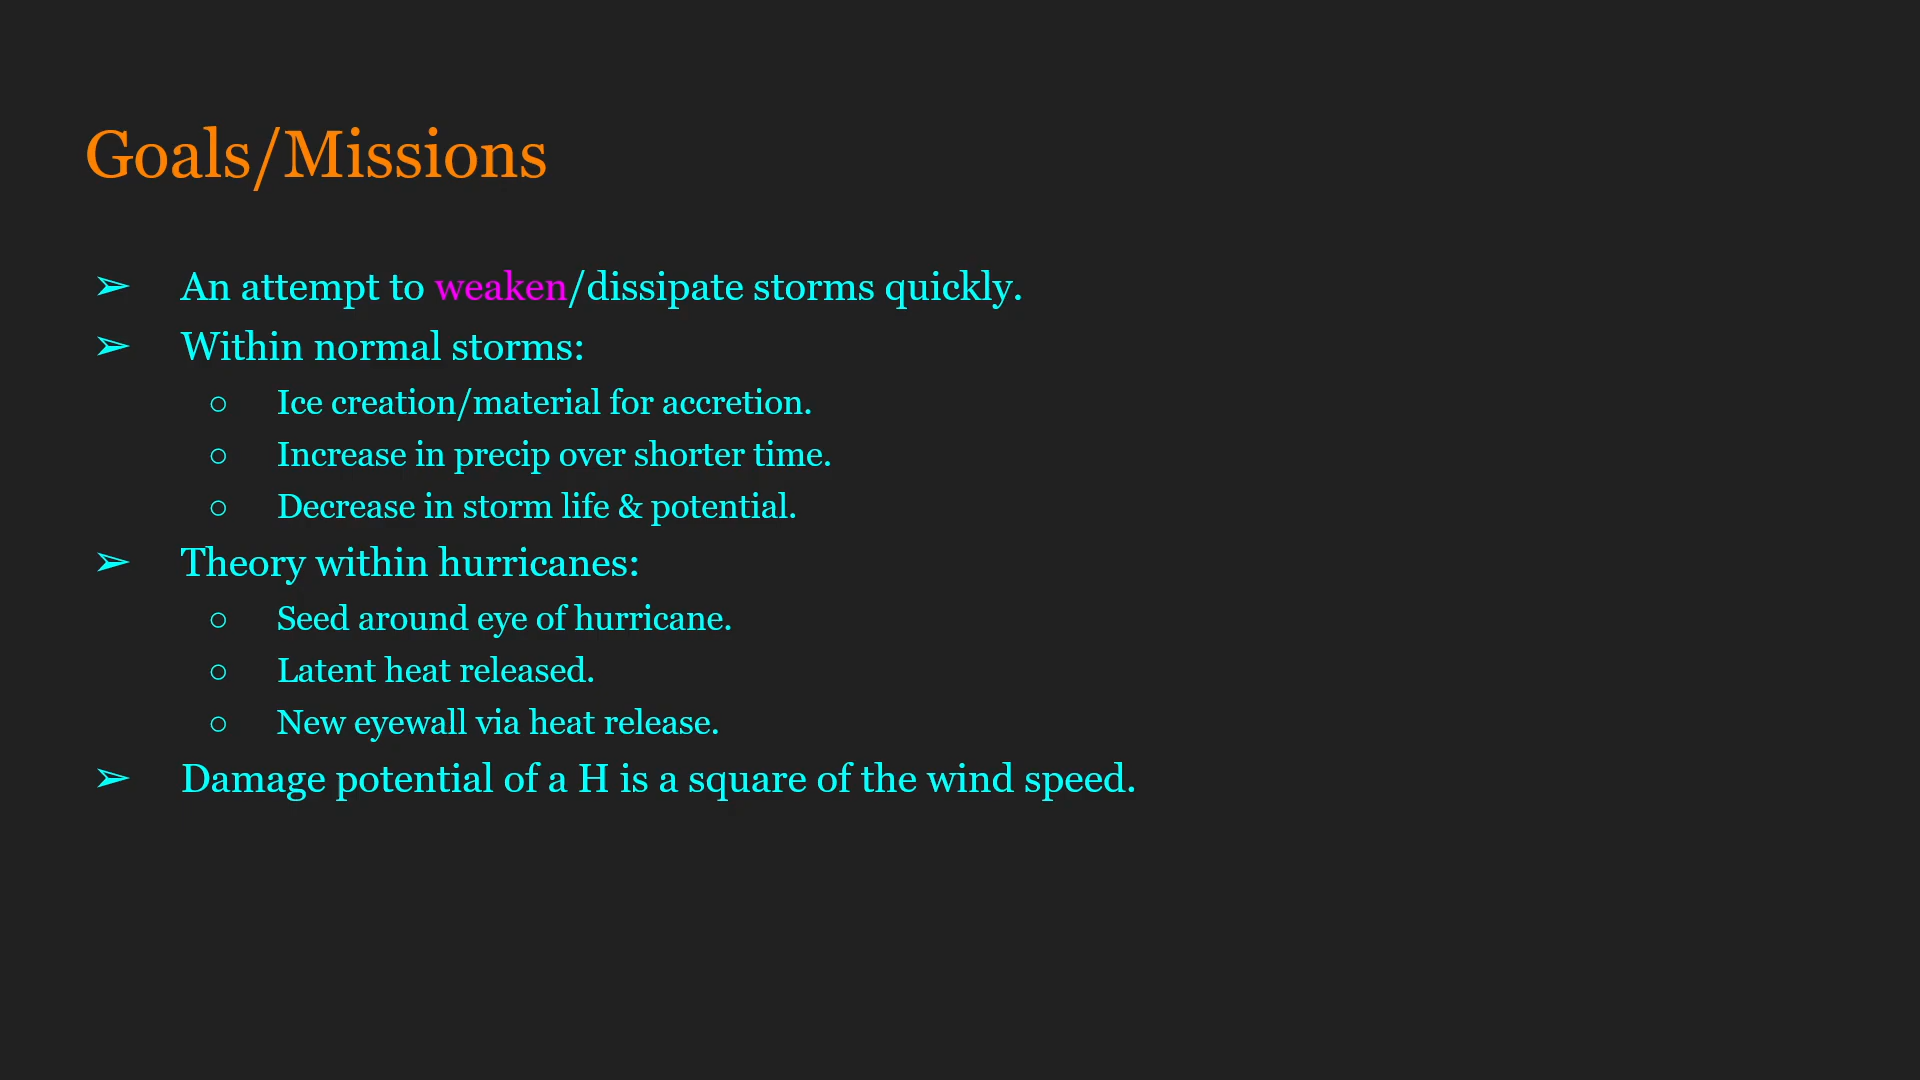 Goals/Missions
➢ An attempt to weaken/dissipate storms quickly.
➢ Within normal storms:
○ Ice creation/material for accretion.
○ Increase in precip over shorter time.
○ Decrease in storm life & potential.
➢ Theory within hurricanes:
○ Seed around eye of hurricane.
○ Latent heat released.
○ New eyewall via heat release.
➢ Damage potential of a H is a square of the wind speed.